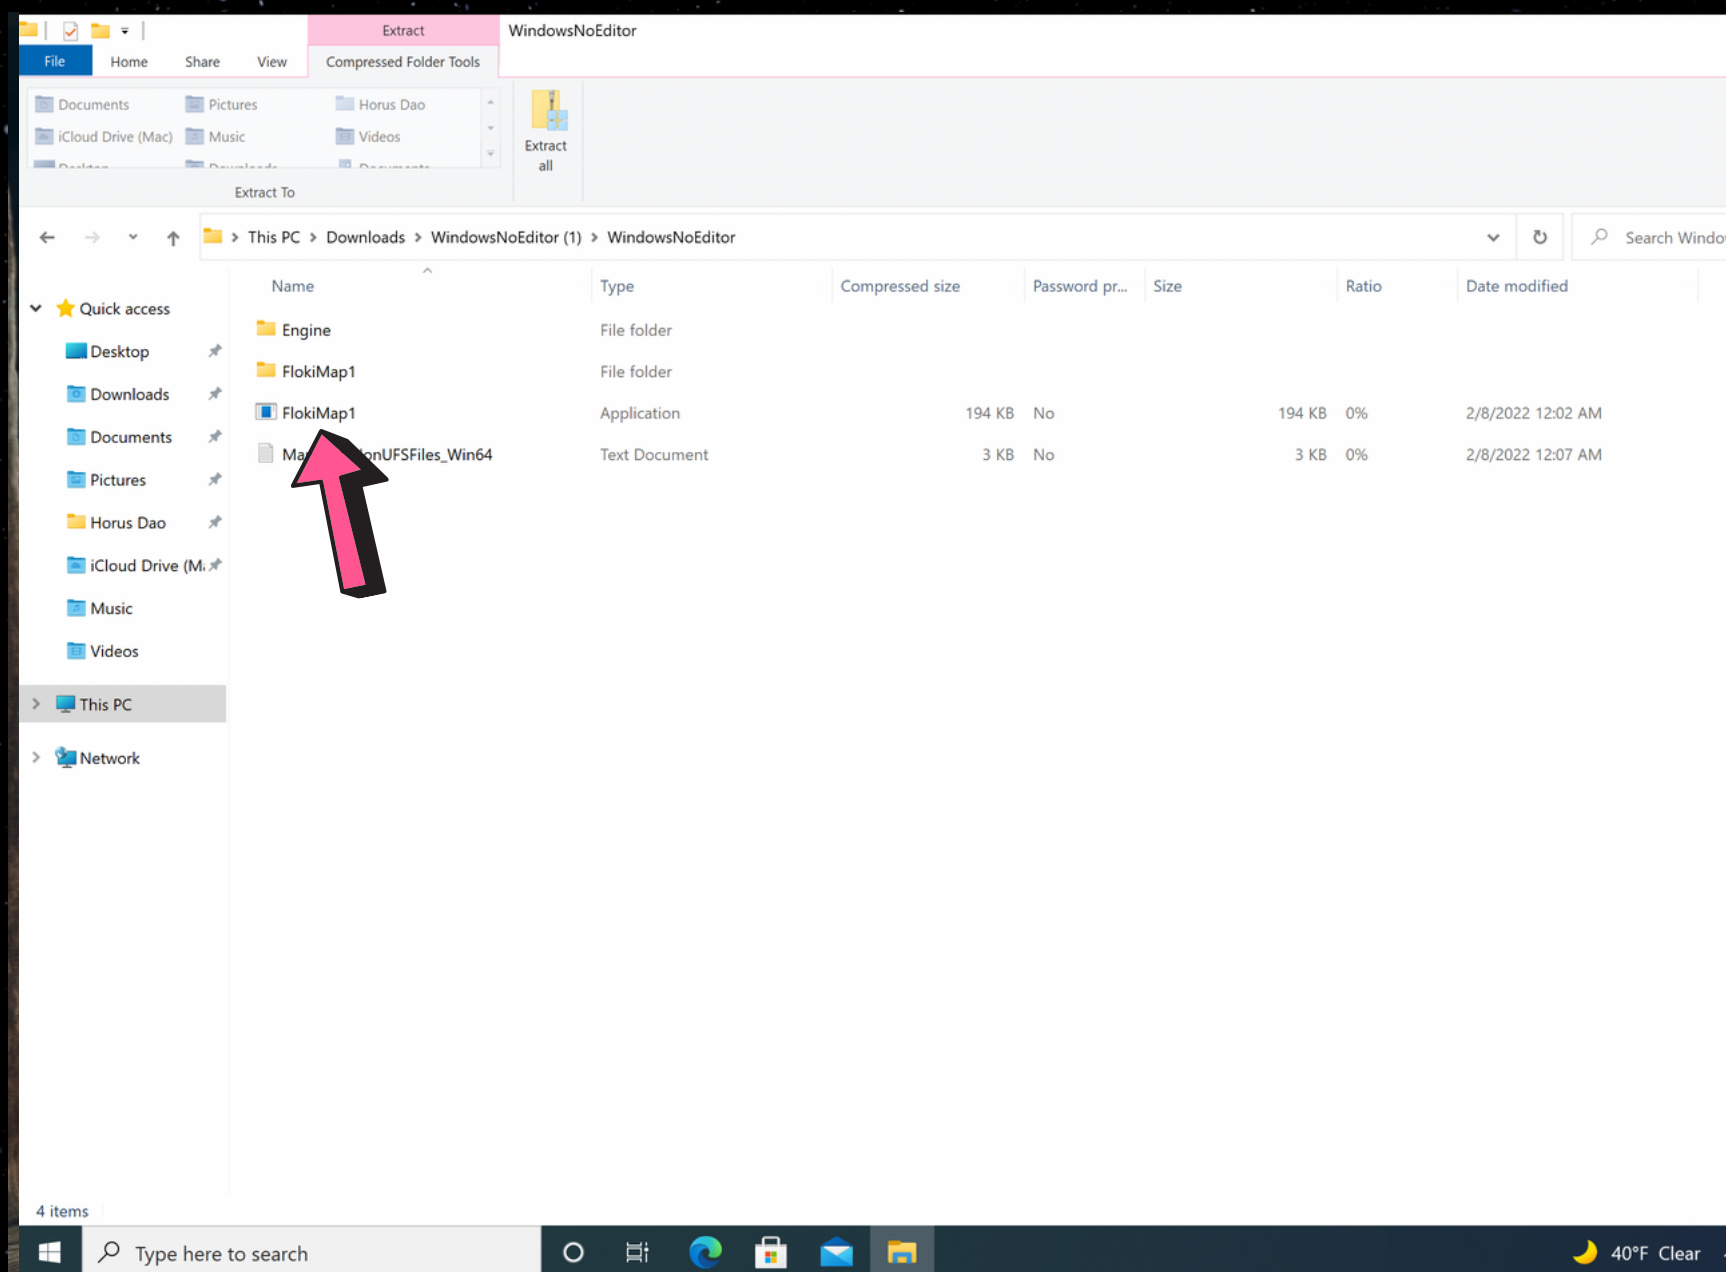 Extract
WindowsNoEditor
File
Home
Share
View
Compressed Folder Tools
Documents
Pictures
Horus Dao
iCloud Drive (Mac)
Music
Videos
Desktop
Downloads
Documents
Extract To
Extract
all
This PC > Downloads > WindowsNoEditor (1) > WindowsNoEditor
Search Windo
Name
Type
Compressed size
Password pr...
Size
Ratio
Date modified
Quick access
Desktop
Downloads
Documents
Pictures
Horus Dao
iCloud Drive (M
Music
Videos
This PC
Network
Engine File folder
FlokiMap1 File folder
FlokiMap1 Application 194 KB No 194 KB 0% 2/8/2022 12:02 AM
onUFSFiles_Win64 Text Document 3 KB No 3 KB 0% 2/8/2022 12:07 AM
4 items
Type here to search
40°F Clear